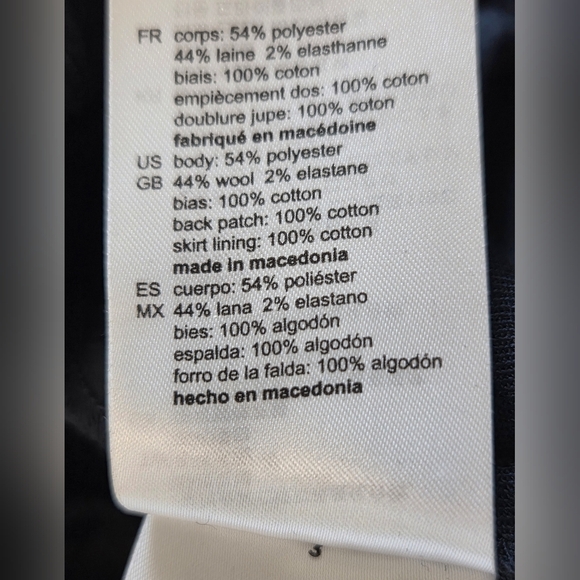 FR corps: 54% polyester
44% laine 2% elasthanne
biais: 100% coton
empiècement dos: 100% coton
doublure jupe: 100% coton
fabriqué en macédoine
US body: 54% polyester
GB 44% wool 2% elastane
bias: 100% cotton
back patch: 100% cotton
skirt lining: 100% cotton
made in macedonia
ES cuerpo: 54% poliéster
MX 44% lana 2% elastano
bies: 100% algodón
espalda: 100% algodón
forro de la falda: 100% algodón
hecho en macedonia